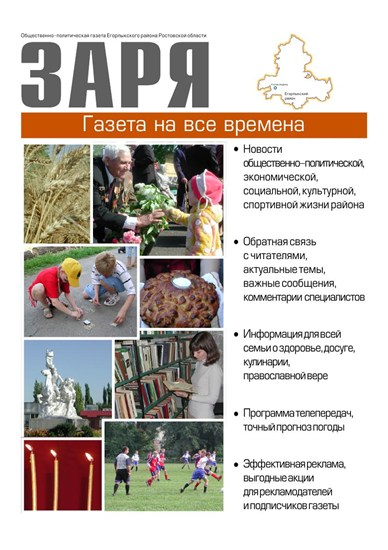 Общественно-политическая газета Егорлыкского района Ростовской области
ЗАРЯ
Егорлыкский
район
Газета на все времена
• Новости
общественно-политической,
экономической,
социальной, культурной,
спортивной жизни района
• Обратная связь
с читателями,
актуальные темы,
важные сообщения,
комментарии специалистов
• Информация для всей
семьи о здоровье, досуге,
кулинарии,
православной вере
• Программа телепередач,
точный прогноз погоды
• Эффективная реклама,
выгодные акции
для рекламодателей
и подписчиков газеты